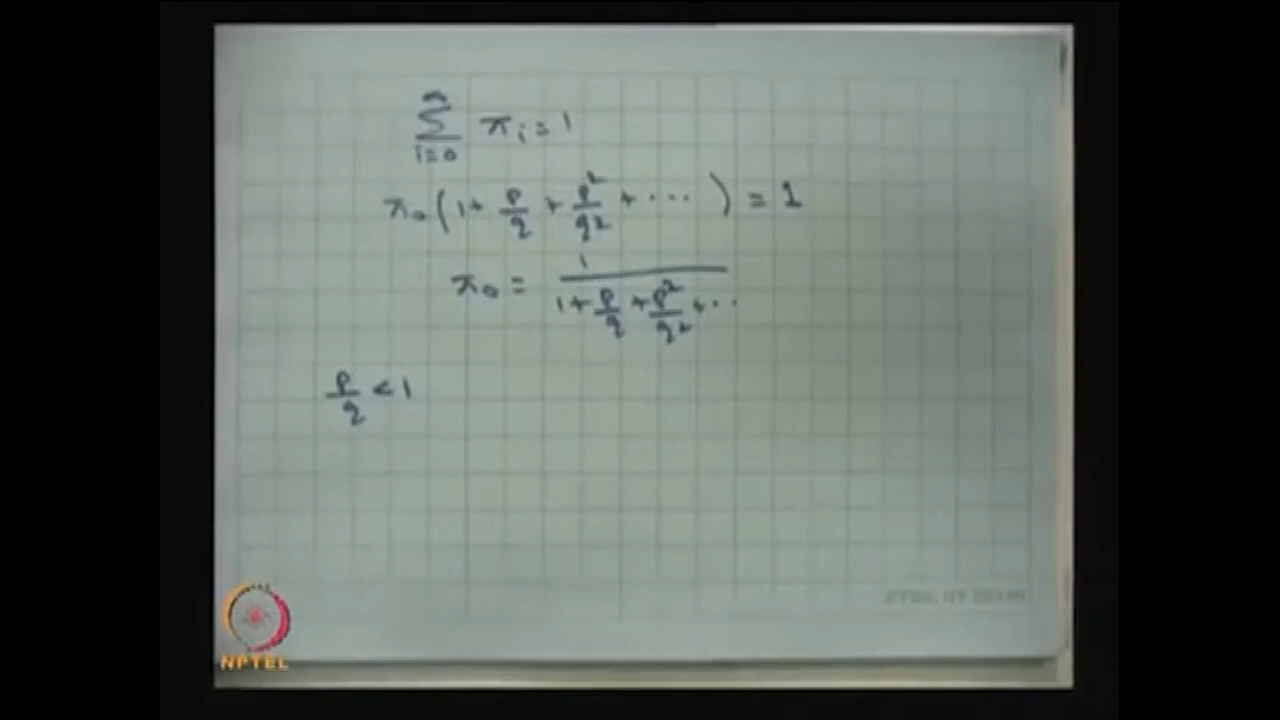 ∑_{i=0}^{∞} π_i = 1
π_0 (1 + p/q + p²/q² + ...) = 1
π_0 = 1 / (1 + p/q + p²/q² + ..)
p/q < 1
NPTEL